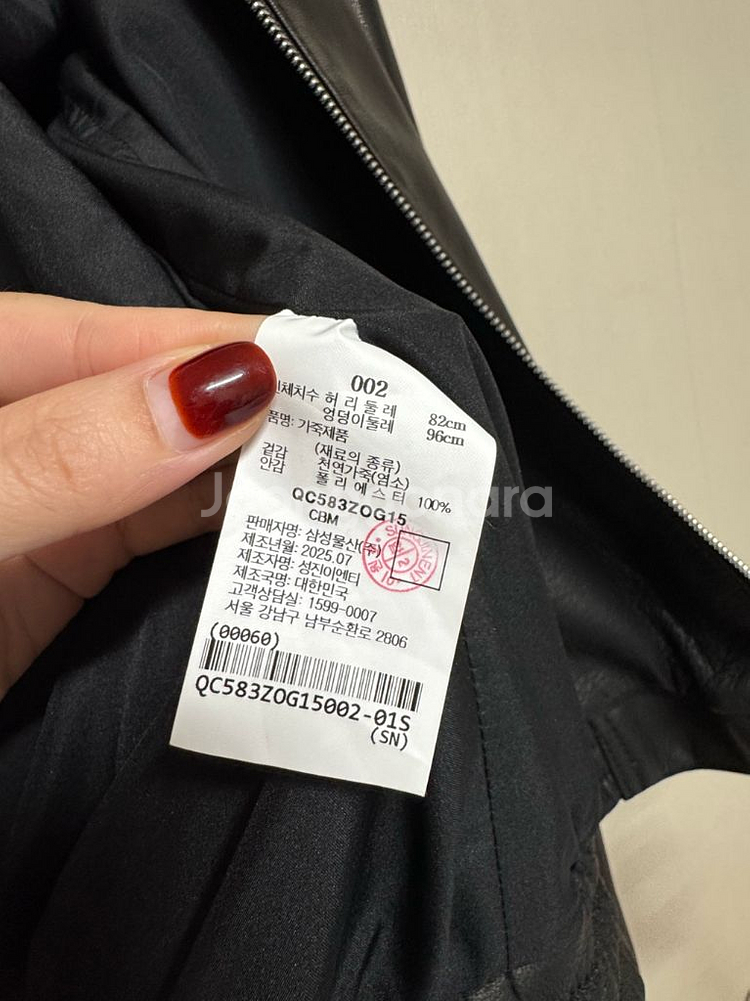 002
인체치수 허 리 둘 레 82cm
엉덩이둘레 96cm
품명: 가죽제품
(재료의 종류)
겉감 천연가죽(염소)
안감 폴 리 에 스 터 100%
QC583ZOG15
CBM
판매자명: 삼성물산(주)
제조년월: 2025.07
제조자명: 성진이엔티
제조국명: 대한민국
고객상담실: 1599-0007
서울 강남구 남부순환로 2806
(00060)
QC583ZOG15002-01S
(SN)